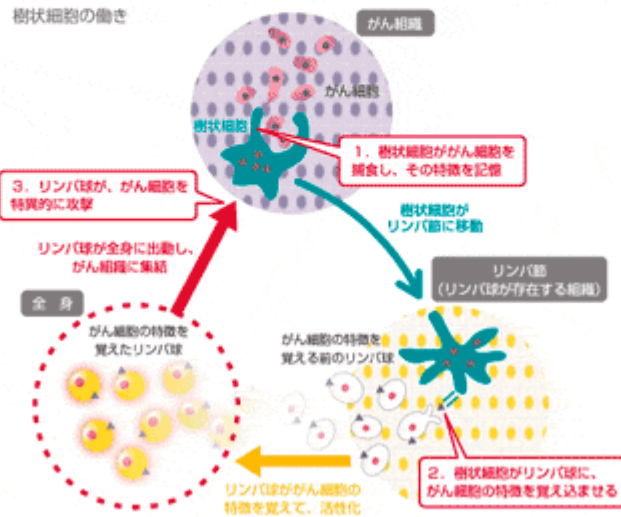 樹状細胞の働き
がん組織
がん細胞
樹状細胞
1．樹状細胞ががん細胞を
捕食し、その特徴を記憶
樹状細胞が
リンパ節に移動
リンパ節
（リンパ球が存在する組織）
がん細胞の特徴を
覚える前のリンパ球
2．樹状細胞がリンパ球に、
がん細胞の特徴を覚え込ませる
リンパ球ががん細胞の
特徴を覚えて、活性化
全 身
がん細胞の特徴を
覚えたリンパ球
リンパ球が全身に出動し、
がん組織に集結
3．リンパ球が、がん細胞を
特異的に攻撃